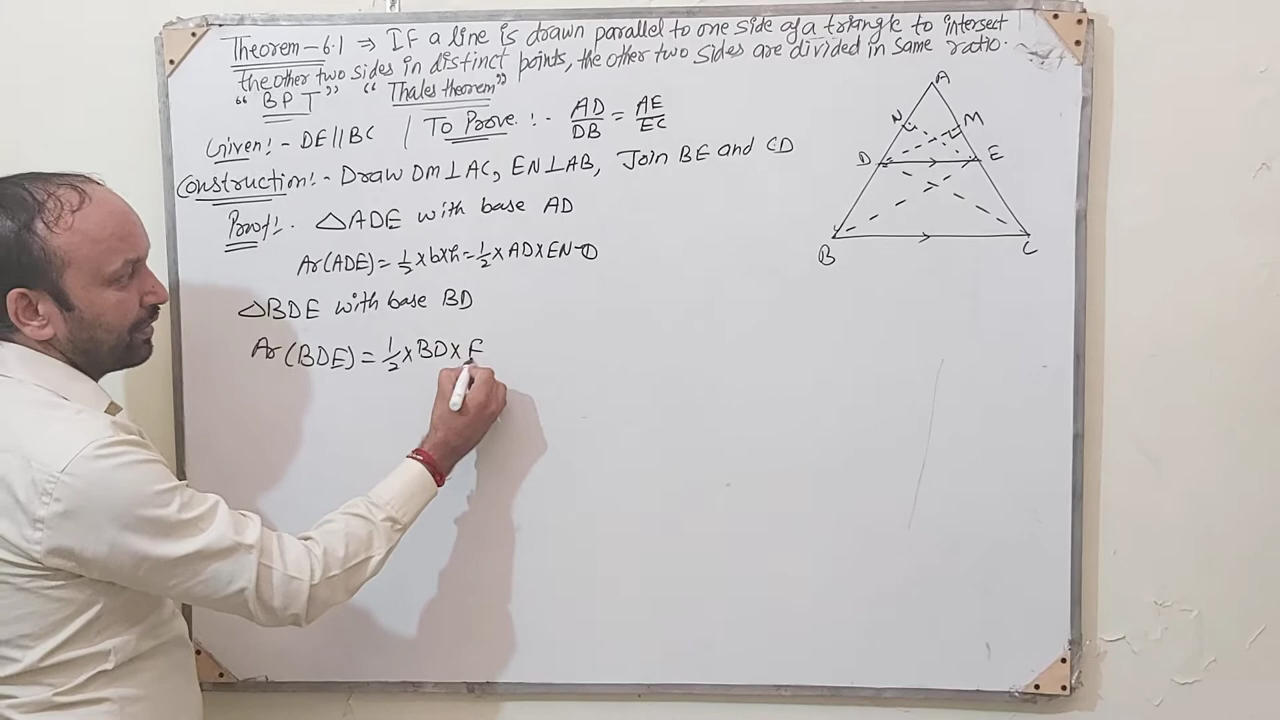 Theorem-6.1 ⇒ If a line is drawn parallel to one side of a triangle to intersect
the other two sides in distinct points, the other two sides are divided in same ratio.
"BPT" "Thales theorem"
Given:- DE||BC | To Prove:- AD/DB = AE/EC
Construction:- Draw DM⊥AC, EN⊥AB, Join BE and CD
Proof:- △ADE with base AD
Ar(ADE)=1/2×b×h=1/2×AD×EN-①
△BDE with base BD
Ar(BDE)=1/2×BD×E
A
N M
D E
B C